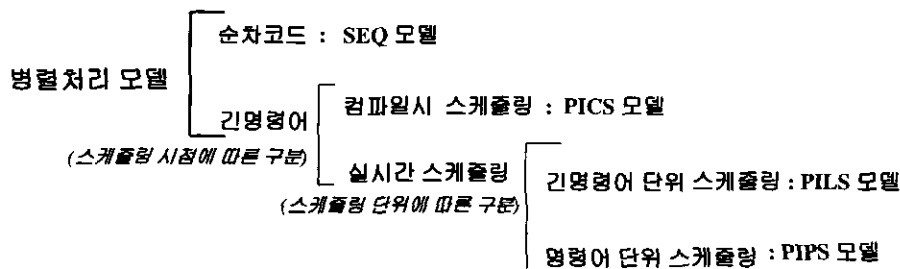 순차코드 : SEQ 모델
병렬처리 모델
컴파일시 스케줄링 : PICS 모델
긴명령어
(스케줄링 시점에 따른 구분)
실시간 스케줄링
긴명령어 단위 스케줄링 : PILS 모델
(스케줄링 단위에 따른 구분)
명령어 단위 스케줄링 : PIPS 모델